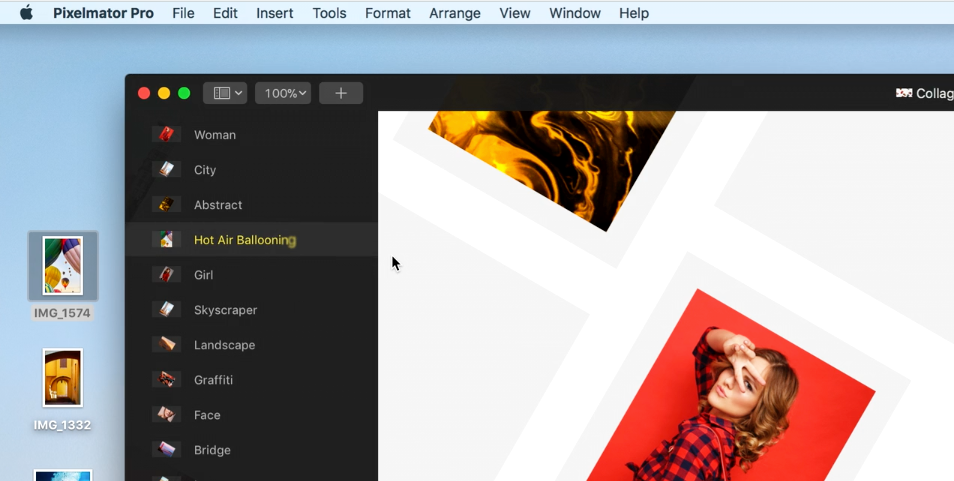 Pixelmator Pro File Edit Insert Tools Format Arrange View Window Help
100%
Collag
Woman
City
Abstract
Hot Air Ballooning
Girl
Skyscraper
Landscape
Graffiti
Face
Bridge
IMG_1574
IMG_1332